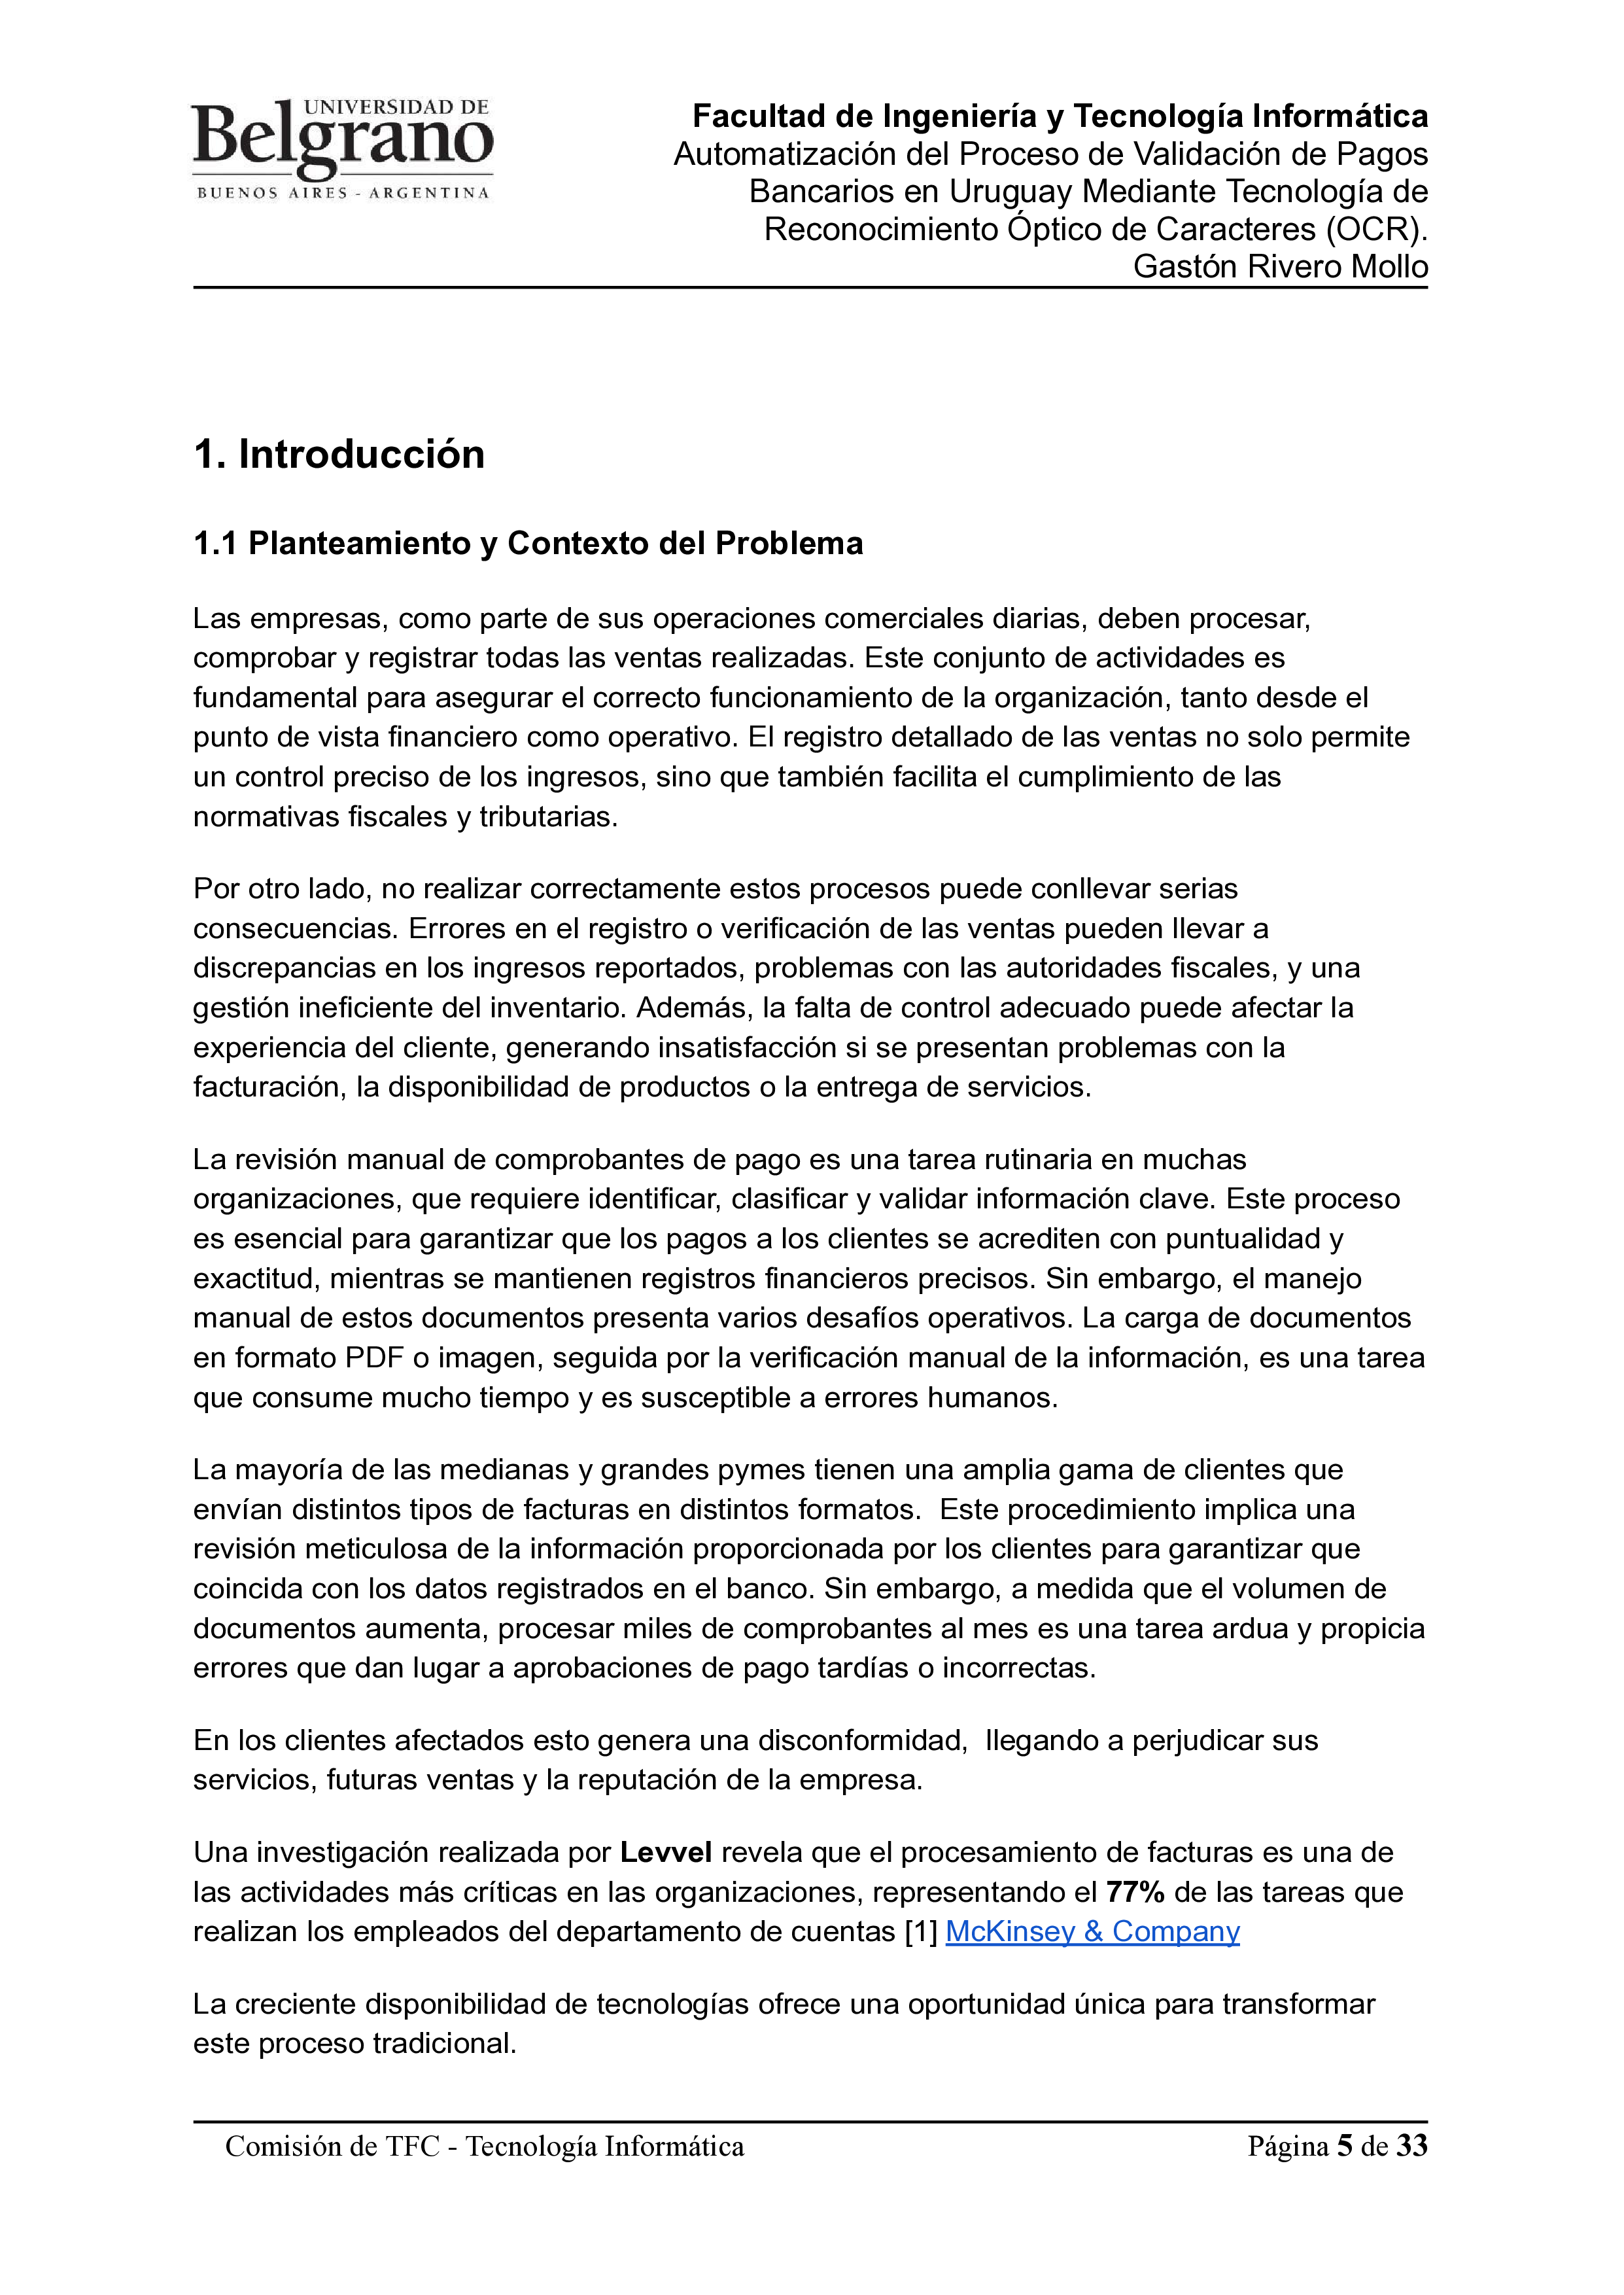 UNIVERSIDAD DE
Belgrano
BUENOS AIRES - ARGENTINA
Facultad de Ingeniería y Tecnología Informática
Automatización del Proceso de Validación de Pagos
Bancarios en Uruguay Mediante Tecnología de
Reconocimiento Óptico de Caracteres (OCR).
Gastón Rivero Mollo
1. Introducción
1.1 Planteamiento y Contexto del Problema
Las empresas, como parte de sus operaciones comerciales diarias, deben procesar,
comprobar y registrar todas las ventas realizadas. Este conjunto de actividades es
fundamental para asegurar el correcto funcionamiento de la organización, tanto desde el
punto de vista financiero como operativo. El registro detallado de las ventas no solo permite
un control preciso de los ingresos, sino que también facilita el cumplimiento de las
normativas fiscales y tributarias.
Por otro lado, no realizar correctamente estos procesos puede conllevar serias
consecuencias. Errores en el registro o verificación de las ventas pueden llevar a
discrepancias en los ingresos reportados, problemas con las autoridades fiscales, y una
gestión ineficiente del inventario. Además, la falta de control adecuado puede afectar la
experiencia del cliente, generando insatisfacción si se presentan problemas con la
facturación, la disponibilidad de productos o la entrega de servicios.
La revisión manual de comprobantes de pago es una tarea rutinaria en muchas
organizaciones, que requiere identificar, clasificar y validar información clave. Este proceso
es esencial para garantizar que los pagos a los clientes se acrediten con puntualidad y
exactitud, mientras se mantienen registros financieros precisos. Sin embargo, el manejo
manual de estos documentos presenta varios desafíos operativos. La carga de documentos
en formato PDF o imagen, seguida por la verificación manual de la información, es una tarea
que consume mucho tiempo y es susceptible a errores humanos.
La mayoría de las medianas y grandes pymes tienen una amplia gama de clientes que
envían distintos tipos de facturas en distintos formatos.  Este procedimiento implica una
revisión meticulosa de la información proporcionada por los clientes para garantizar que
coincida con los datos registrados en el banco. Sin embargo, a medida que el volumen de
documentos aumenta, procesar miles de comprobantes al mes es una tarea ardua y propicia
errores que dan lugar a aprobaciones de pago tardías o incorrectas.
En los clientes afectados esto genera una disconformidad,  llegando a perjudicar sus
servicios, futuras ventas y la reputación de la empresa.
Una investigación realizada por Levvel revela que el procesamiento de facturas es una de
las actividades más críticas en las organizaciones, representando el 77% de las tareas que
realizan los empleados del departamento de cuentas [1] McKinsey & Company
La creciente disponibilidad de tecnologías ofrece una oportunidad única para transformar
este proceso tradicional.
Comisión de TFC - Tecnología Informática
Página 5 de 33